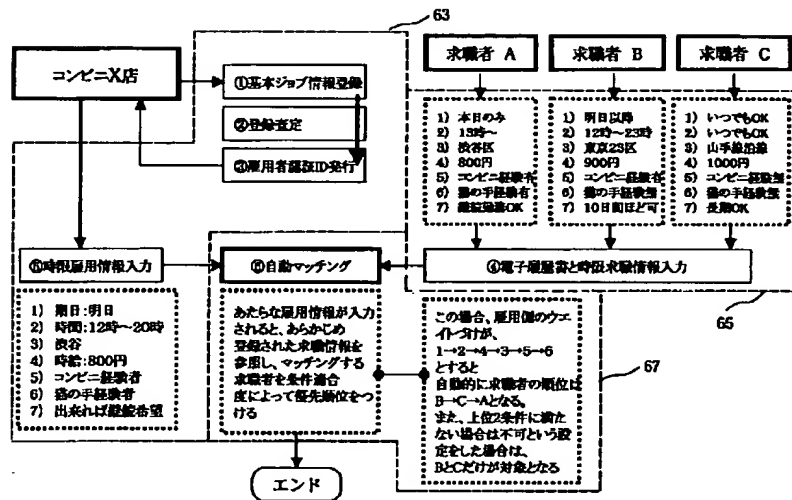 63
コンビニX店
①基本ジョブ情報登録
②登録査定
③雇用者認証ID発行
求職者 A
求職者 B
求職者 C
1) 本日のみ
2) 13時～
3) 渋谷区
4) 800円
5) コンビニ経験有
6) 猫の手経験有
7) 継続勤務OK
1) 明日以降
2) 12時～23時
3) 東京23区
4) 900円
5) コンビニ経験有
6) 猫の手経験無
7) 10日間ほど可
1) いつでもOK
2) いつでもOK
3) 山手線沿線
4) 1000円
5) コンビニ経験無
6) 猫の手経験無
7) 長期OK
⑤時限雇用情報入力
⑥自動マッチング
④電子履歴書と時限求職情報入力
65
1) 期日:明日
2) 時間:12時～20時
3) 渋谷
4) 時給:800円
5) コンビニ経験者
6) 猫の手経験者
7) 出来れば継続希望
あたらな雇用情報が入力
されると、あらかじめ
登録された求職情報を
参照し、マッチングする
求職者を条件適合
度によって優先順位をつ
ける
この場合、雇用側のウエ
イトづけが、
1→2→4→3→5→6
とすると
自動的に求職者の順位は
B→C→Aとなる。
また、上位2条件に満た
ない場合は不可という設
定をした場合は、
BとCだけが対象となる
67
エンド